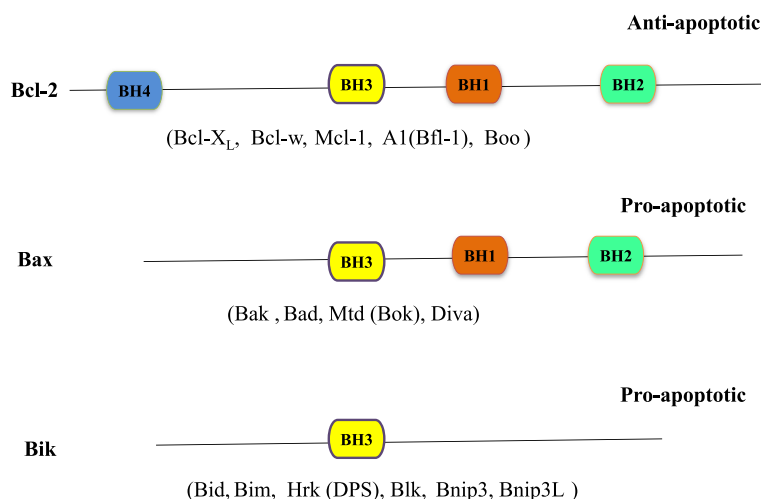 Anti-apoptotic
Bcl-2 BH4 BH3 BH1 BH2
(Bcl-XL, Bcl-w, Mcl-1, A1(Bfl-1), Boo )
Pro-apoptotic
Bax BH3 BH1 BH2
(Bak , Bad, Mtd (Bok), Diva)
Pro-apoptotic
Bik BH3
(Bid, Bim, Hrk (DPS), Blk, Bnip3, Bnip3L )